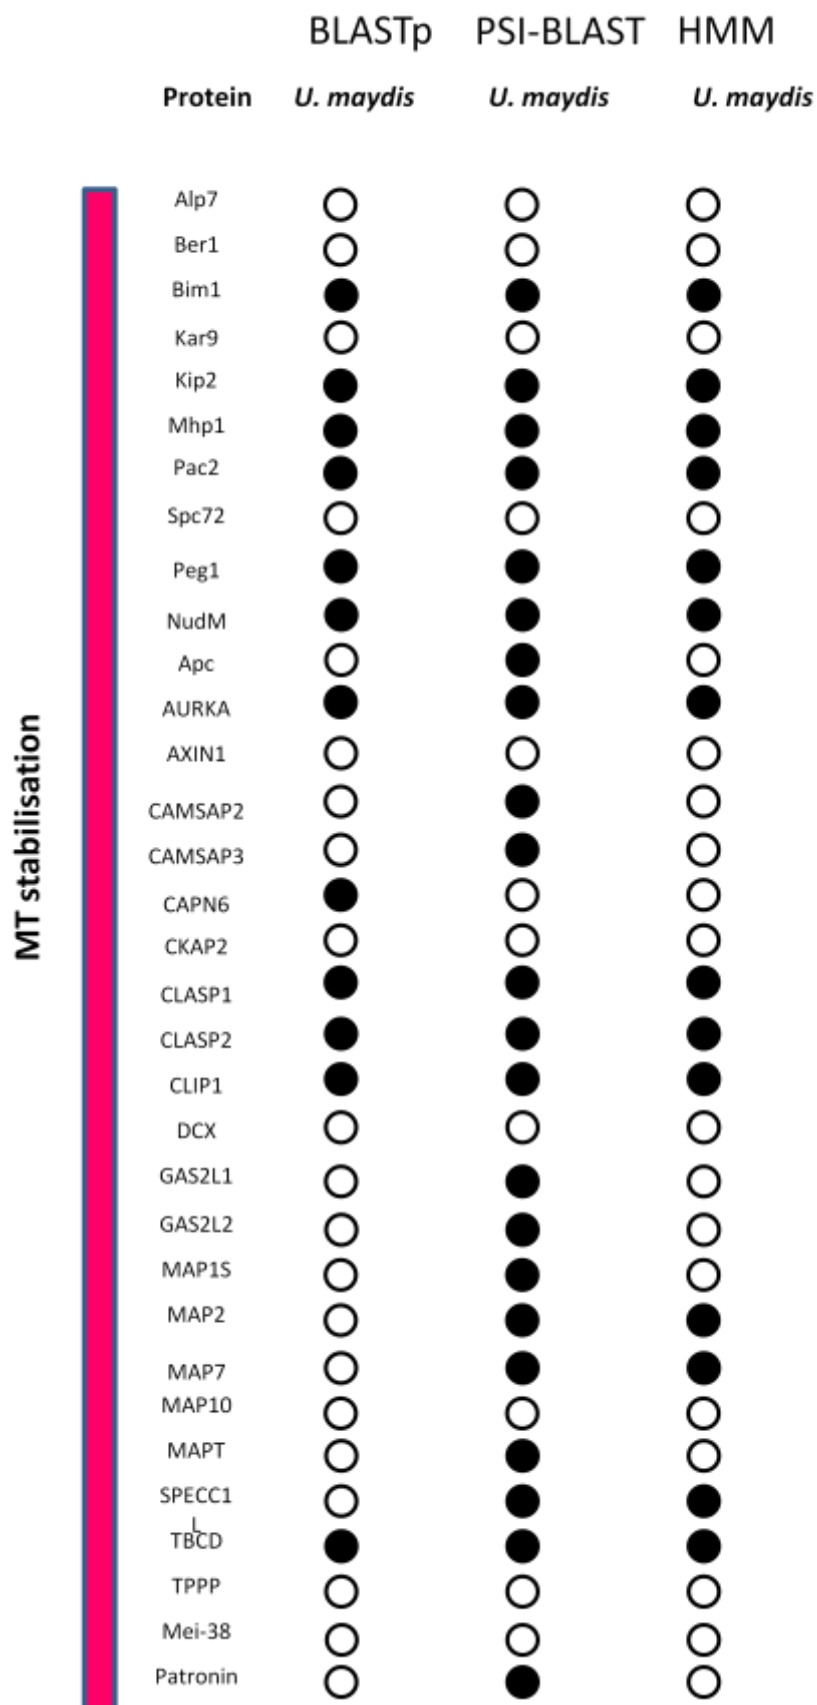 BLASTp PSI-BLAST HMM
Protein U. maydis U. maydis U. maydis
MT stabilisation
Alp7
Ber1
Bim1
Kar9
Kip2
Mhp1
Pac2
Spc72
Peg1
NudM
Apc
AURKA
AXIN1
CAMSAP2
CAMSAP3
CAPN6
CKAP2
CLASP1
CLASP2
CLIP1
DCX
GAS2L1
GAS2L2
MAP1S
MAP2
MAP7
MAP10
MAPT
SPECC1
L
TBCD
TPPP
Mei-38
Patronin